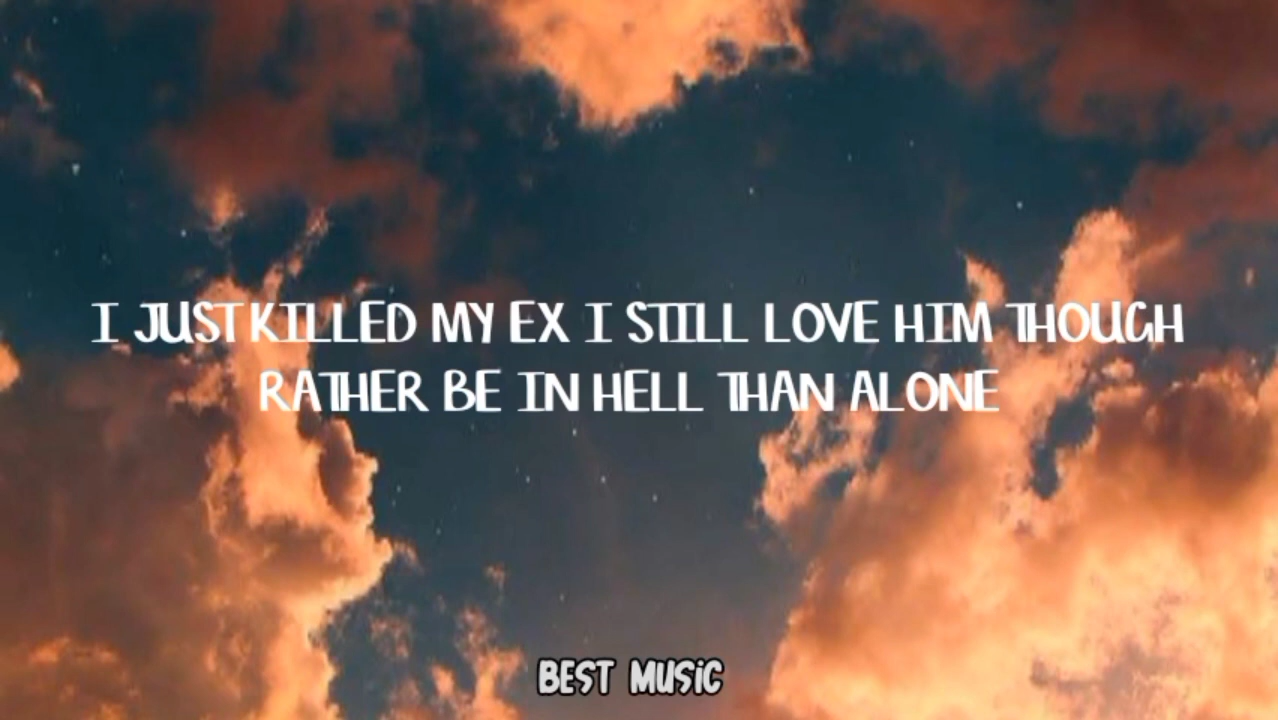 I JUST KILLED MY EX I STILL LOVE HIM THOUGH
RATHER BE IN HELL THAN ALONE
BEST MUSIC